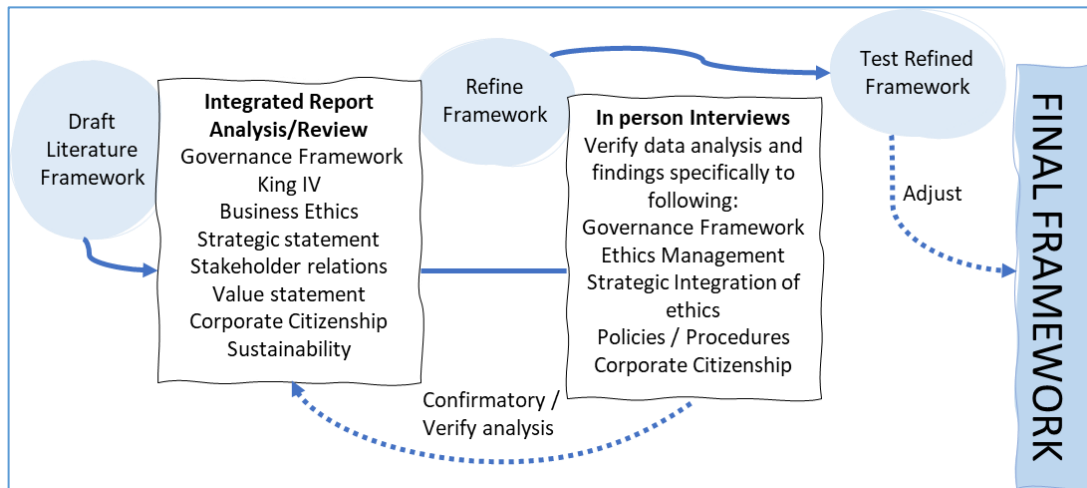 Draft
Literature
Framework
Integrated Report
Analysis/Review
Governance Framework
King IV
Business Ethics
Strategic statement
Stakeholder relations
Value statement
Corporate Citizenship
Sustainability
Refine
Framework
In person Interviews
Verify data analysis and
findings specifically to
following:
Governance Framework
Ethics Management
Strategic Integration of
ethics
Policies / Procedures
Corporate Citizenship
Confirmatory /
Verify analysis
Test Refined
Framework
Adjust
FINAL FRAMEWORK